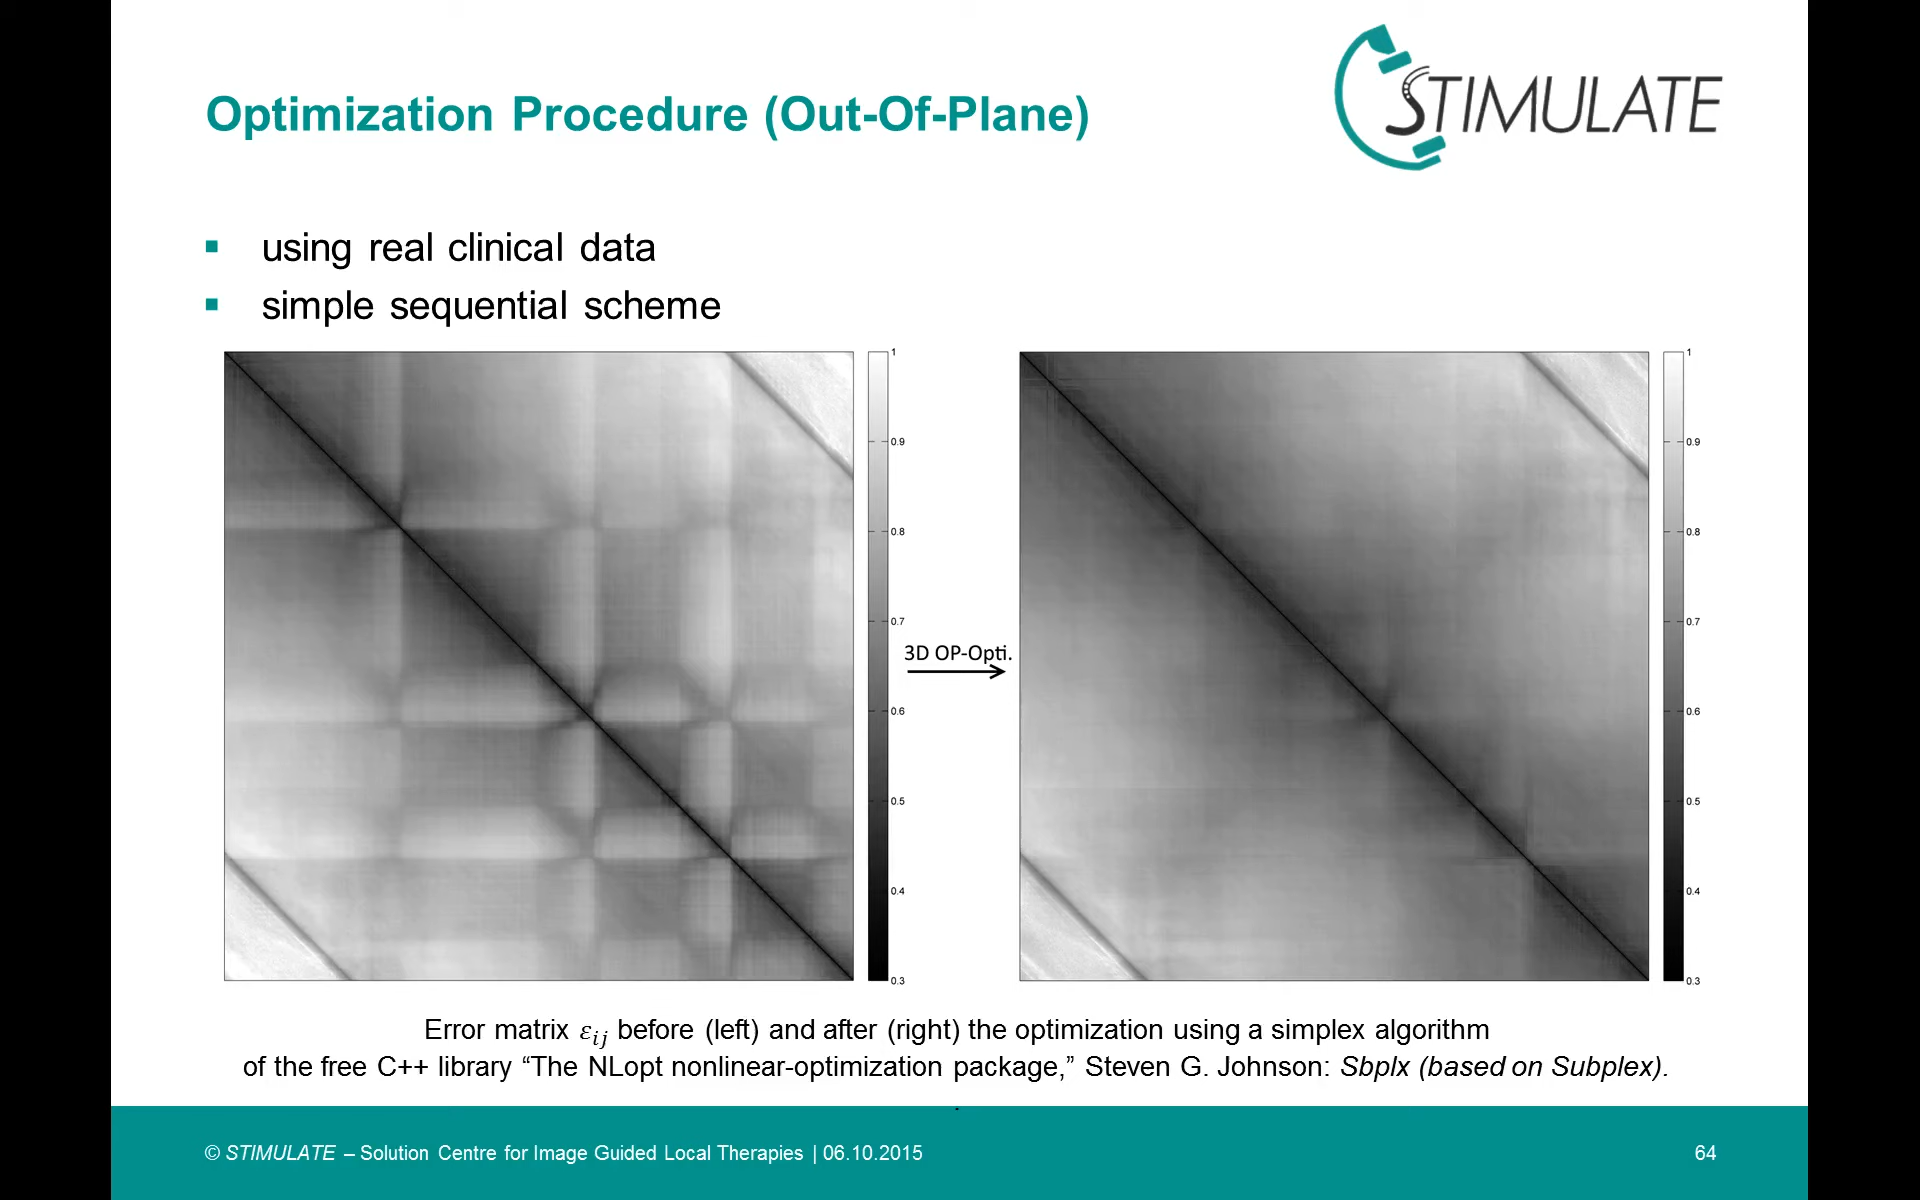 STIMULATE
Optimization Procedure (Out-Of-Plane)
using real clinical data
simple sequential scheme
1
0.9
0.8
0.7
0.6
0.5
0.4
0.3
3D OP-Opti.
1
0.9
0.8
0.7
0.6
0.5
0.4
0.3
Error matrix 𝜀𝑖𝑗 before (left) and after (right) the optimization using a simplex algorithm
of the free C++ library “The NLopt nonlinear-optimization package,” Steven G. Johnson: Sbplx (based on Subplex).
.
© STIMULATE – Solution Centre for Image Guided Local Therapies | 06.10.2015
64